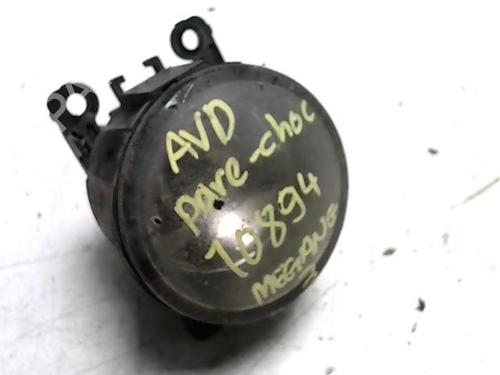 AVD
pare-choc
10894
MEGANE
3